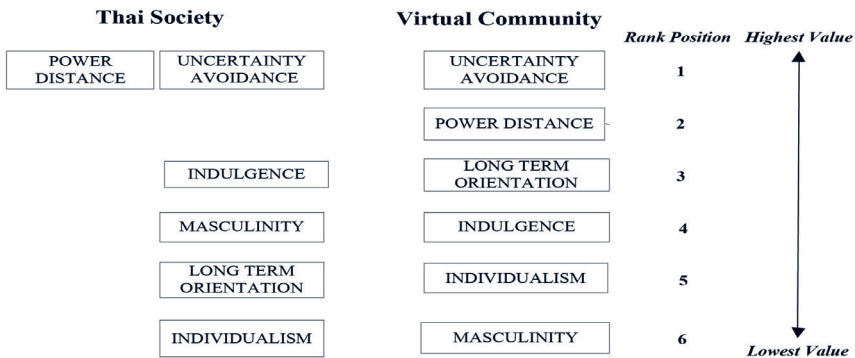 Thai Society
Virtual Community
Rank Position Highest Value
POWER DISTANCE
UNCERTAINTY AVOIDANCE
UNCERTAINTY AVOIDANCE
1
POWER DISTANCE
2
INDULGENCE
LONG TERM ORIENTATION
3
MASCULINITY
INDULGENCE
4
LONG TERM ORIENTATION
INDIVIDUALISM
5
INDIVIDUALISM
MASCULINITY
6
Lowest Value